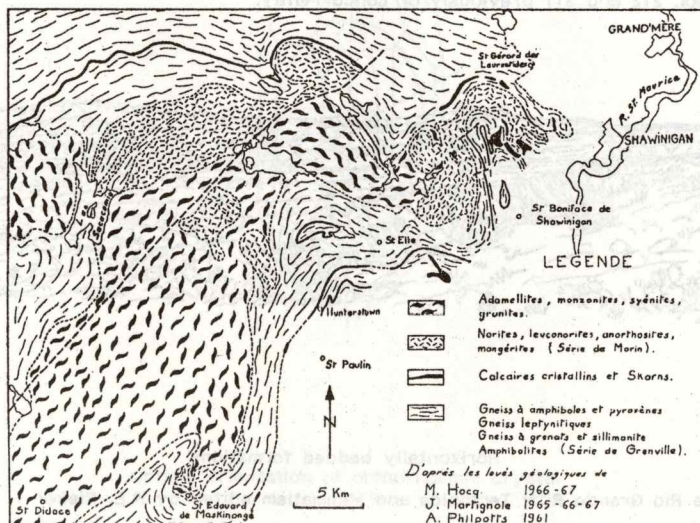 GRAND'MÈRE
St Gérard des
Laurentides
R. St. Maurice
SHAWINIGAN
St Boniface de
Shawinigan
St Elie
LEGENDE
Hunterstown
Adamellites, monzonites, syénites,
granites.
Norites, leuconorites, anorthosites,
mangérites (Série de Morin).
St Paulin
Calcaires cristallins et Skarns.
N
Gneiss à amphiboles et pyroxènes
Gneiss leptynitiques
Gneiss à grenats et sillimanite
Amphibolites (Série de Grenville).
D'après les levés géologiques de
5 Km
M. Hocq 1966-67
St Edouard de
Maskinongé
J. Martignole 1965-66-67
St Didace
A. Philpotts 1961